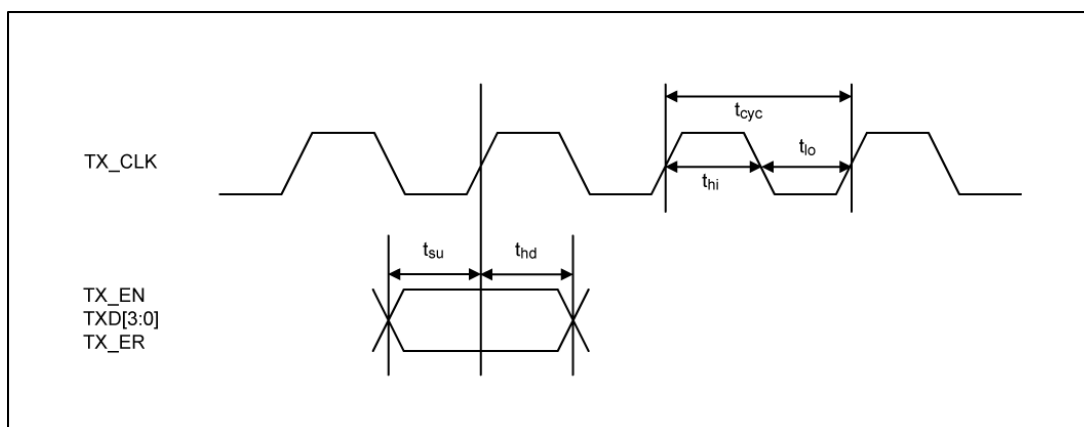 tcyc
TX_CLK
tlo
thi
tsu
thd
TX_EN
TXD[3:0]
TX_ER